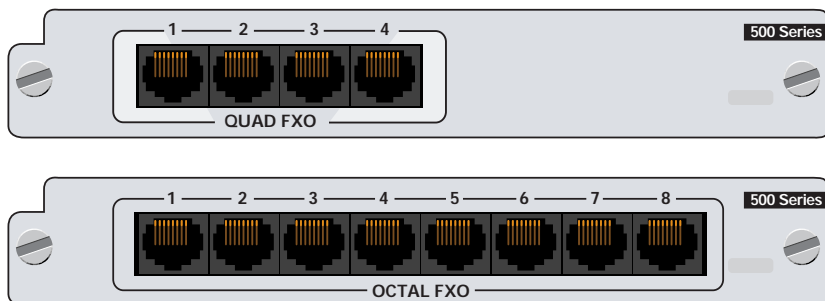 1 2 3 4
500 Series
QUAD FXO
1 2 3 4 5 6 7 8
500 Series
OCTAL FXO